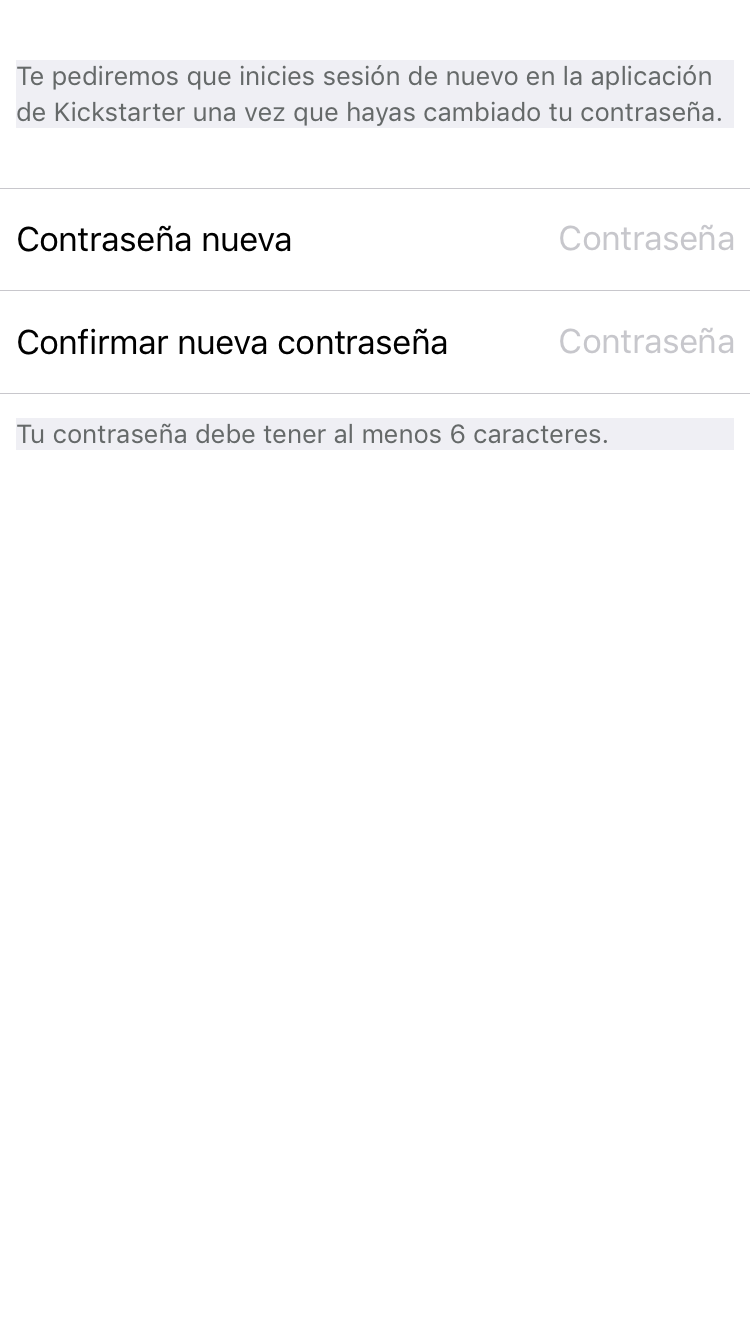 Te pediremos que inicies sesión de nuevo en la aplicación
de Kickstarter una vez que hayas cambiado tu contraseña.
Contraseña nueva Contraseña
Confirmar nueva contraseña Contraseña
Tu contraseña debe tener al menos 6 caracteres.